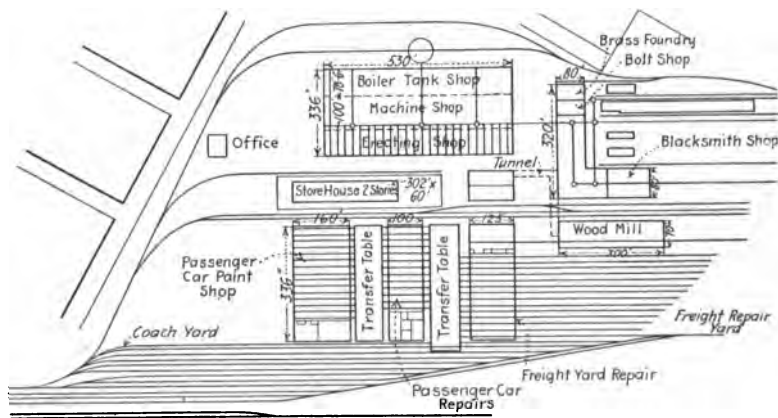 530'
336'
100'
186'
Boiler Tank Shop
Machine Shop
Erecting Shop
Office
Brass Foundry
Bolt Shop
80'
320'
Blacksmith Shop
Tunnel
StoreHouse 2 Stories
302'x
60'
Wood Mill
300'
160'
100'
125'
336'
Passenger
Car Paint
Shop
Transfer Table
Transfer Table
Coach Yard
Freight Repair
Yard
Freight Yard Repair
Passenger Car
Repairs